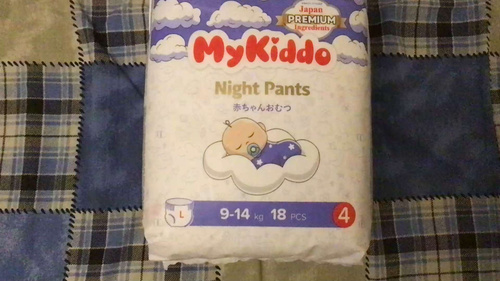 Japan
PREMIUM
Ingredients
MyKiddo
Night Pants
赤ちゃんおむつ
L
9-14 kg 18 PCS
4